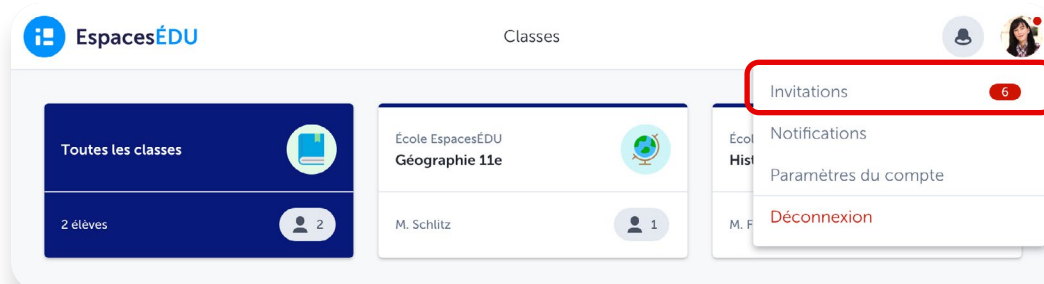 EspacesÉDU
Classes
Invitations 6
Notifications
Paramètres du compte
Déconnexion
Toutes les classes
2 élèves 2
École EspacesÉDU
Géographie 11e
M. Schlitz 1
M.